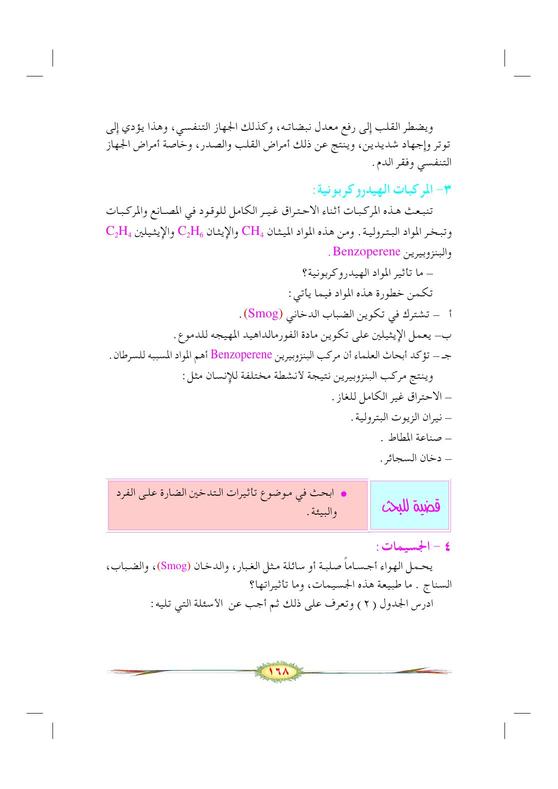 ويضطر القلب إلى رفع معدل نبضاته، وكذلك الجهاز التنفسي، وهذا يؤدي إلى
توتر وإجهاد شديدين، وينتج عن ذلك أمراض القلب والصدر، وخاصة أمراض الجهاز
التنفسي وفقر الدم.
٣- المركبات الهيدروكربونية:
تنبعث هذه المركبات أثناء الاحتراق غير الكامل للوقود في المصانع والمركبات
وتبخر المواد البترولية. ومن هذه المواد الميثان CH₄ والإيثان C₂H₆ والإيثيلين C₂H₄
والبنزوبيرين Benzoperene.
– ما تأثير المواد الهيدروكربونية؟
تكمن خطورة هذه المواد فيما يأتي:
أ – تشترك في تكوين الضباب الدخاني (Smog).
ب– يعمل الإيثيلين على تكوين مادة الفورمالداهيد المهيجه للدموع.
جـ – تؤكد أبحاث العلماء أن مركب البنزوبيرين Benzoperene أهم المواد المسببه للسرطان.
وينتج مركب البنزوبيرين نتيجة لأنشطة مختلفة للإنسان مثل:
– الاحتراق غير الكامل للغاز.
– نيران الزيوت البترولية.
– صناعة المطاط .
– دخان السجائر.
قضية للبحث
• ابحث في موضوع تأثيرات التدخين الضارة على الفرد
والبيئة.
٤ – الجسيمات:
يحمل الهواء أجساماً صلبة أو سائلة مثل الغبار، والدخان (Smog)، والضباب،
السناج . ما طبيعة هذه الجسيمات، وما تأثيراتها؟
ادرس الجدول (٢) وتعرف على ذلك ثم أجب عن الأسئلة التي تليه:
١٦٨